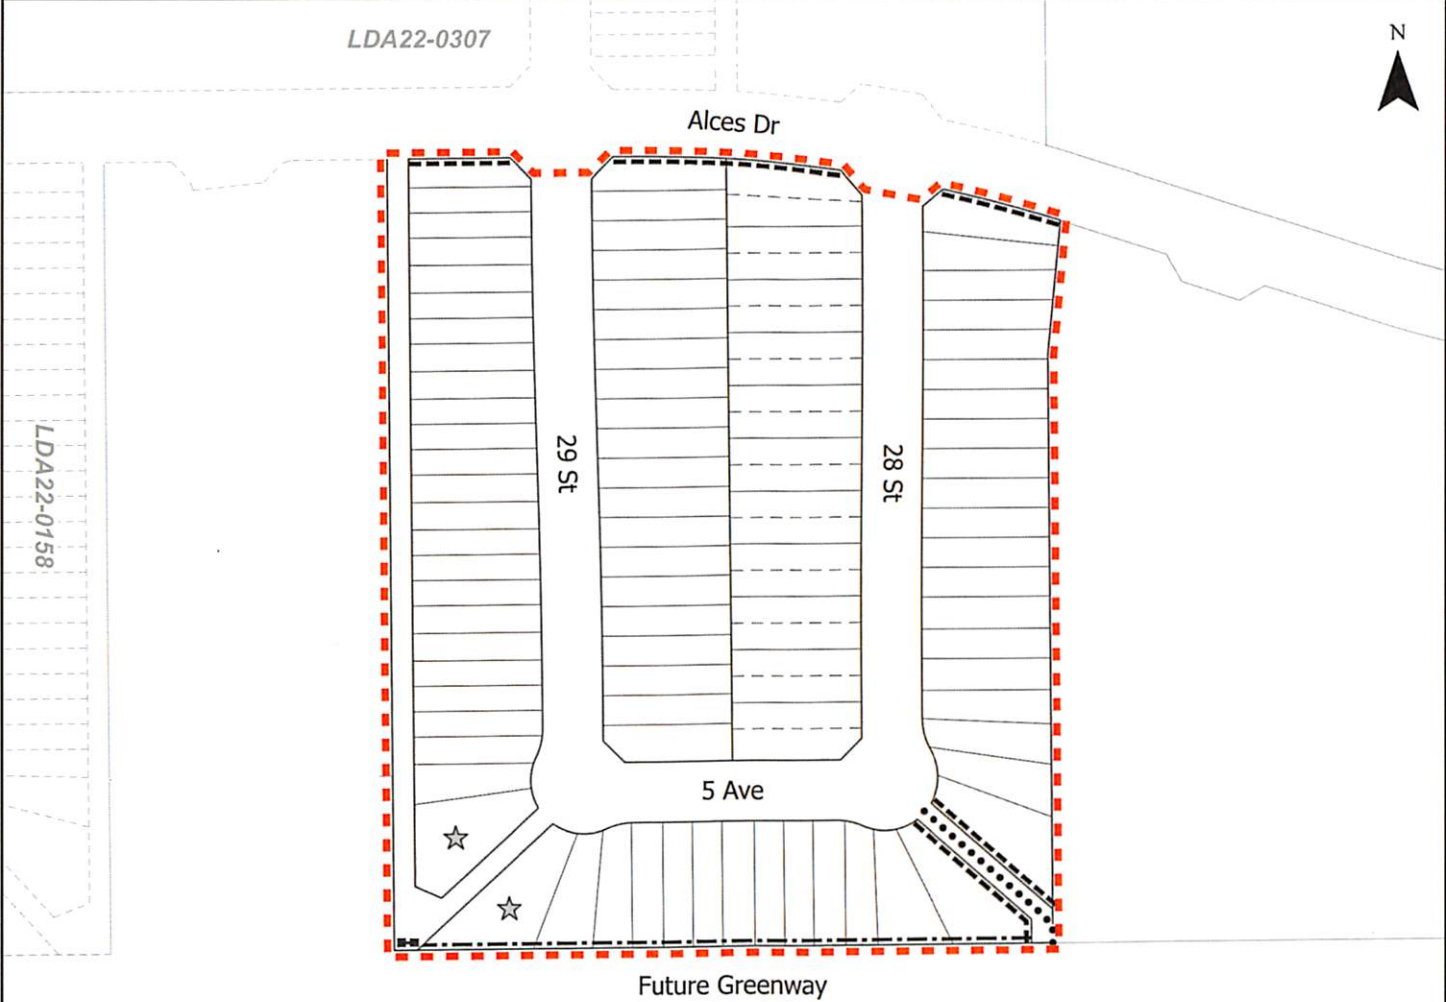 LDA22-0307
N
Alces Dr
29 St
28 St
LDA22-0158
5 Ave
Future Greenway